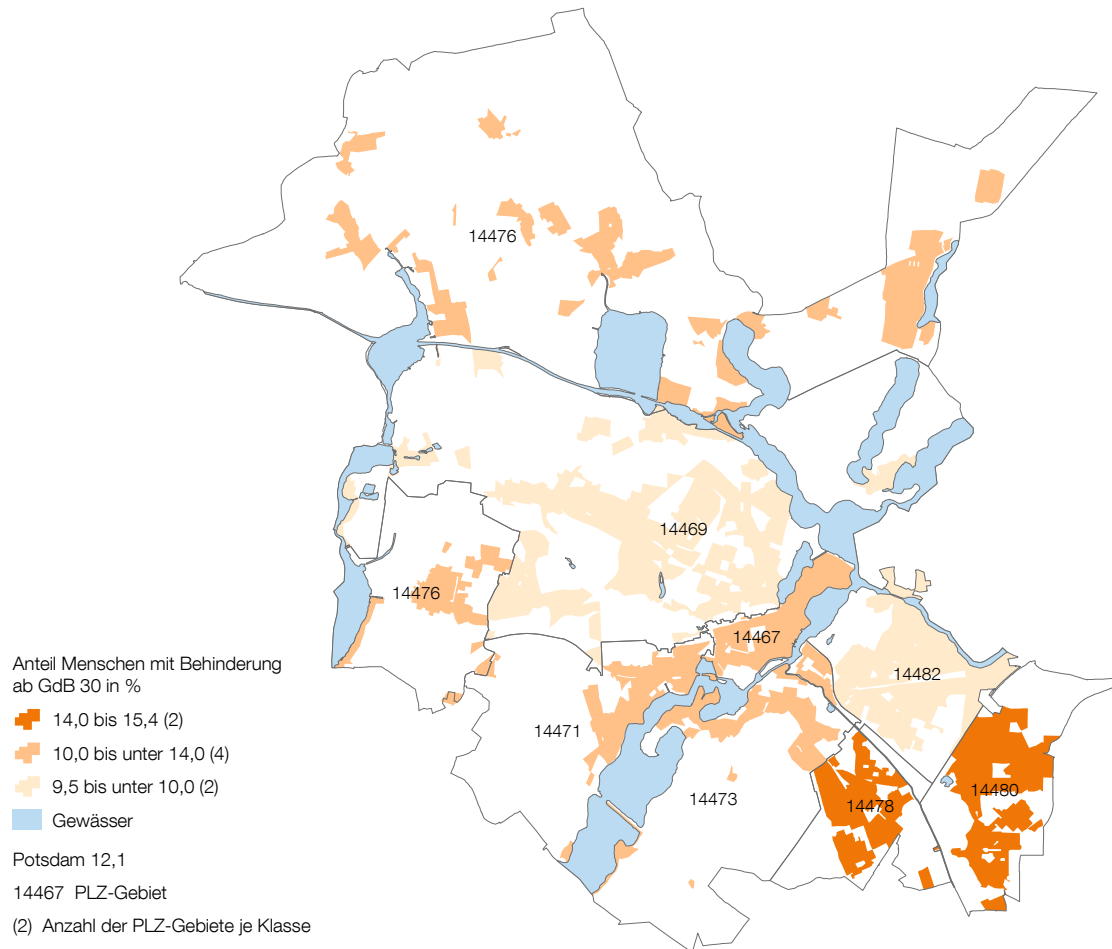 14476
14469
14476
14467
14482
14471
14473
14478
14480
Anteil Menschen mit Behinderung
ab GdB 30 in %
14,0 bis 15,4 (2)
10,0 bis unter 14,0 (4)
9,5 bis unter 10,0 (2)
Gewässer
Potsdam 12,1
14467 PLZ-Gebiet
(2) Anzahl der PLZ-Gebiete je Klasse